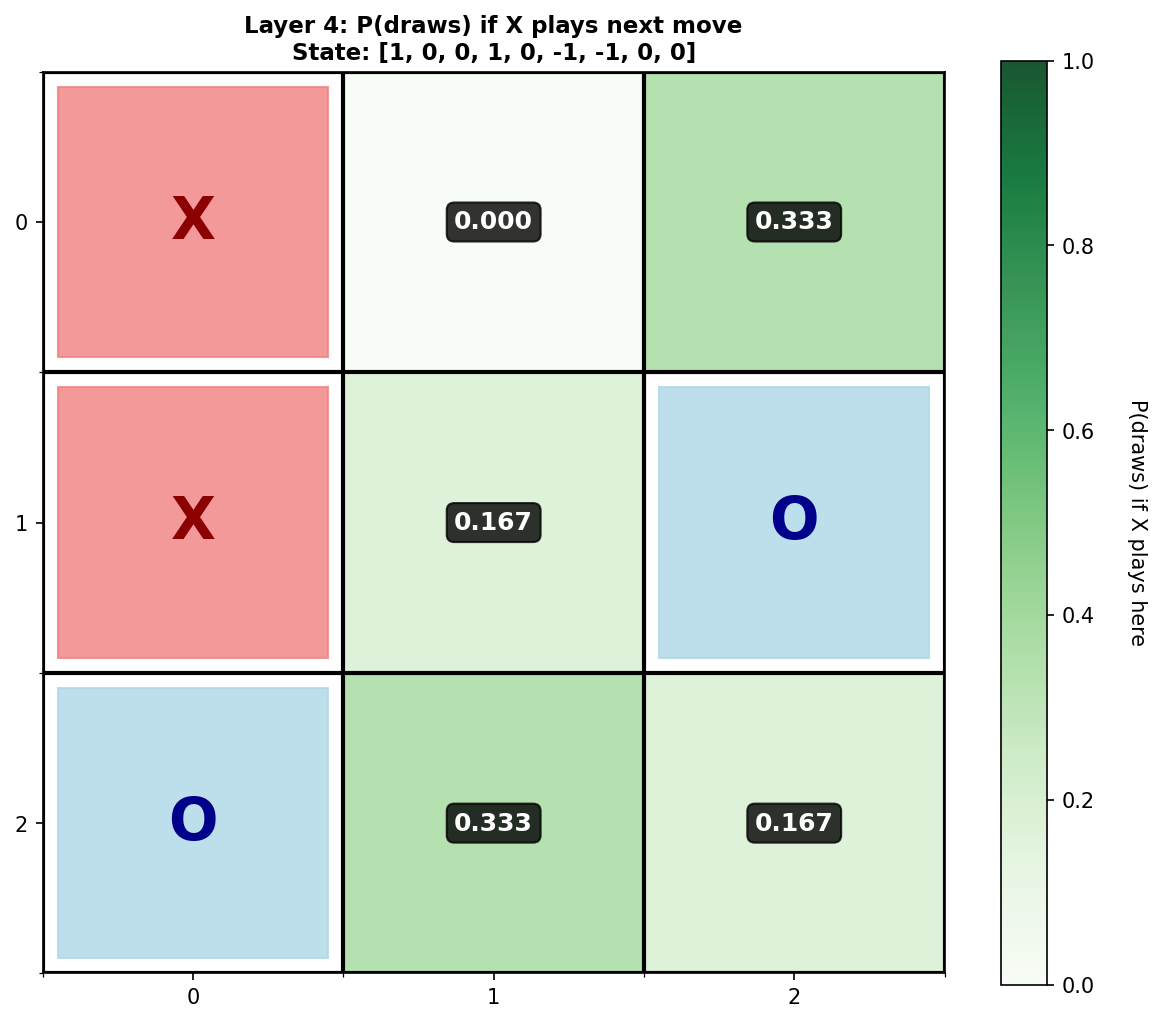 Layer 4: P(draws) if X plays next move
State: [1, 0, 0, 1, 0, -1, -1, 0, 0]
0
X
0.000
0.333
1
X
0.167
O
2
O
0.333
0.167
0
1
2
1.0
0.8
0.6
0.4
0.2
0.0
P(draws) if X plays here